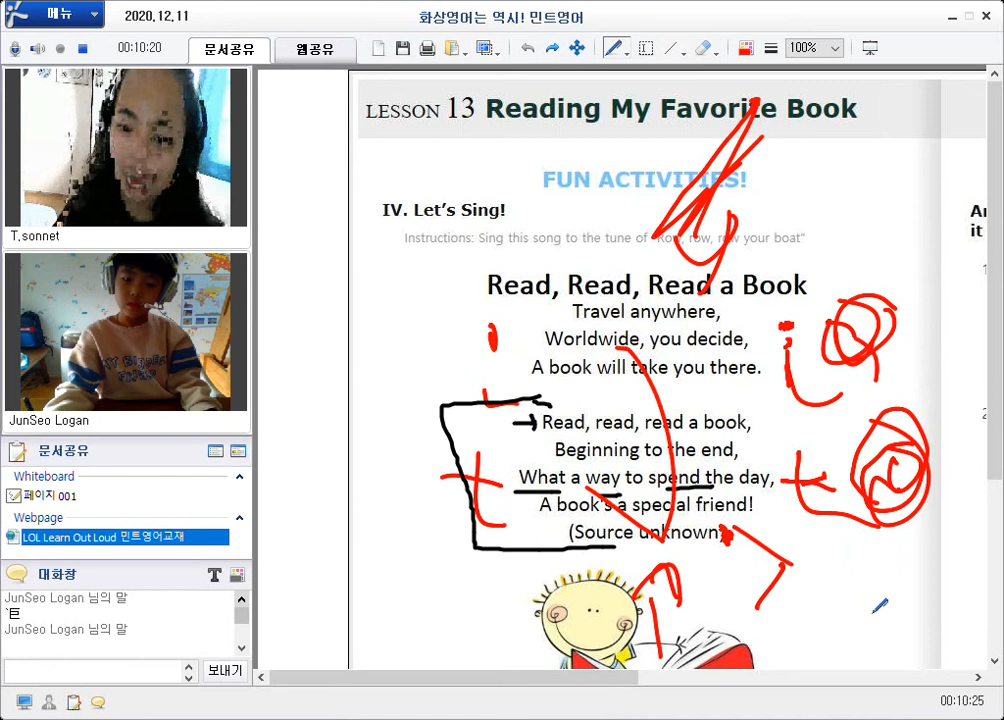 메뉴
2020.12.11
화상영어는 역시! 민트영어
00:10:20
문서공유
웹공유
100%
T.sonnet
JunSeo Logan
문서공유
Whiteboard
페이지 001
Webpage
LOL Learn Out Loud 민트영어교재
대화창
T
JunSeo Logan 님의 말
`튼
JunSeo Logan 님의 말
보내기
LESSON 13 Reading My Favorite Book
FUN ACTIVITIES!
IV. Let's Sing!
Instructions: Sing this song to the tune of "Row, row, row your boat"
Read, Read, Read a Book
Travel anywhere,
Worldwide, you decide,
A book will take you there.
Read, read, read a book,
Beginning to the end,
What a way to spend the day,
A book's a special friend!
(Source unknown)
it
00:10:25